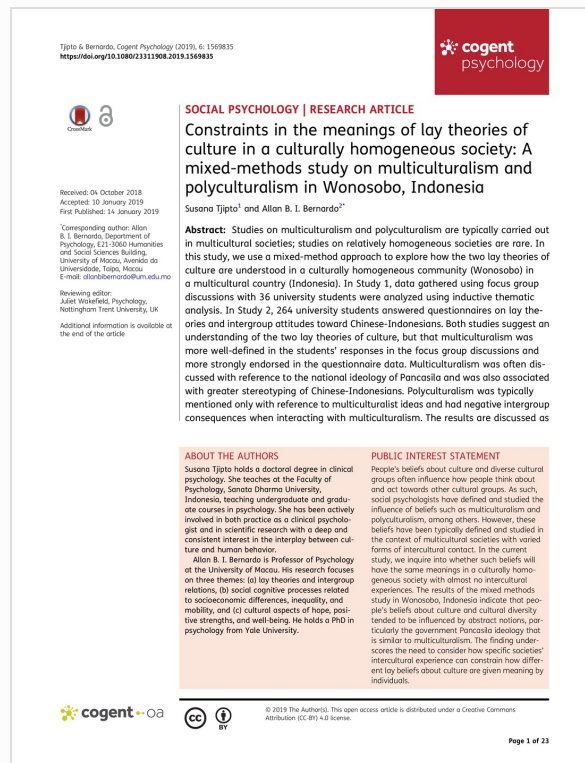 Tjipto & Bernardo, Cogent Psychology (2019), 6: 1569835
https://doi.org/10.1080/23311908.2019.1569835
cogent
psychology
CrossMark
Received: 04 October 2018
Accepted: 10 January 2019
First Published: 14 January 2019
*Corresponding author: Allan
B. I. Bernardo, Department of
Psychology, E21-3060 Humanities
and Social Sciences Building,
University of Macau, Avenida da
Universidade, Taipa, Macau
E-mail: allanbibernardo@um.edu.mo
Reviewing editor:
Juliet Wakefield, Psychology,
Nottingham Trent University, UK
Additional information is available at
the end of the article
SOCIAL PSYCHOLOGY | RESEARCH ARTICLE
Constraints in the meanings of lay theories of
culture in a culturally homogeneous society: A
mixed-methods study on multiculturalism and
polyculturalism in Wonosobo, Indonesia
Susana Tjipto1 and Allan B. I. Bernardo2*
Abstract: Studies on multiculturalism and polyculturalism are typically carried out
in multicultural societies; studies on relatively homogeneous societies are rare. In
this study, we use a mixed-method approach to explore how the two lay theories of
culture are understood in a culturally homogeneous community (Wonosobo) in
a multicultural country (Indonesia). In Study 1, data gathered using focus group
discussions with 36 university students were analyzed using inductive thematic
analysis. In Study 2, 264 university students answered questionnaires on lay the-
ories and intergroup attitudes toward Chinese-Indonesians. Both studies suggest an
understanding of the two lay theories of culture, but that multiculturalism was
more well-defined in the students' responses in the focus group discussions and
more strongly endorsed in the questionnaire data. Multiculturalism was often dis-
cussed with reference to the national ideology of Pancasila and was also associated
with greater stereotyping of Chinese-Indonesians. Polyculturalism was typically
mentioned only with reference to multiculturalist ideas and had negative intergroup
consequences when interacting with multiculturalism. The results are discussed as
ABOUT THE AUTHORS
Susana Tjipto holds a doctoral degree in clinical
psychology. She teaches at the Faculty of
Psychology, Sanata Dharma University,
Indonesia, teaching undergraduate and gradu-
ate courses in psychology. She has been actively
involved in both practice as a clinical psycholo-
gist and in scientific research with a deep and
consistent interest in the interplay between cul-
ture and human behavior.
Allan B. I. Bernardo is Professor of Psychology
at the University of Macau. His research focuses
on three themes: (a) lay theories and intergroup
relations, (b) social cognitive processes related
to socioeconomic differences, inequality, and
mobility, and (c) cultural aspects of hope, posi-
tive strengths, and well-being. He holds a PhD in
psychology from Yale University.
PUBLIC INTEREST STATEMENT
People's beliefs about culture and diverse cultural
groups often influence how people think about
and act towards other cultural groups. As such,
social psychologists have defined and studied the
influence of beliefs such as multiculturalism and
polyculturalism, among others. However, these
beliefs have been typically defined and studied in
the context of multicultural societies with varied
forms of intercultural contact. In the current
study, we inquire into whether such beliefs will
have the same meanings in a culturally homo-
geneous society with almost no intercultural
experiences. The results of the mixed methods
study in Wonosobo, Indonesia indicate that peo-
ple's beliefs about culture and cultural diversity
tended to be influenced by abstract notions, par-
ticularly the government Pancasila ideology that
is similar to multiculturalism. The finding under-
scores the need to consider how specific societies'
intercultural experience can constrain how differ-
ent lay beliefs about culture are given meaning by
individuals.
cogent oa
cc
BY
© 2019 The Author(s). This open access article is distributed under a Creative Commons
Attribution (CC-BY) 4.0 license.
Page 1 of 23